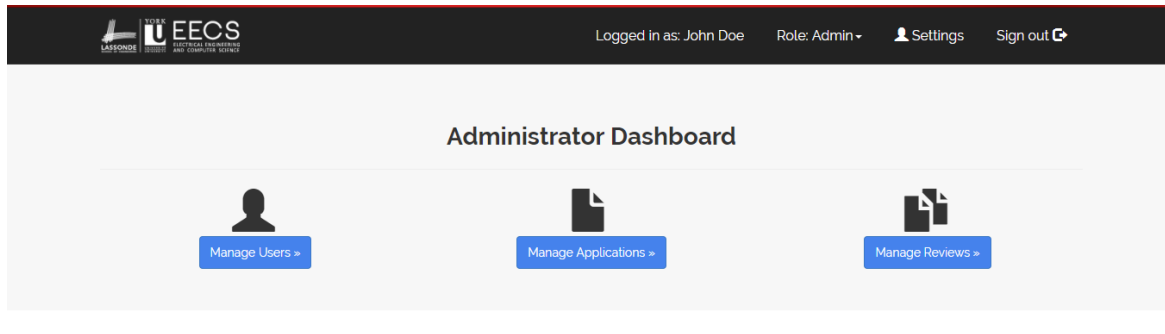 LASSONDE
YORK
U
EECS
ELECTRICAL ENGINEERING
AND COMPUTER SCIENCE
Logged in as: John Doe
Role: Admin
Settings
Sign out
Administrator Dashboard
Manage Users »
Manage Applications »
Manage Reviews »